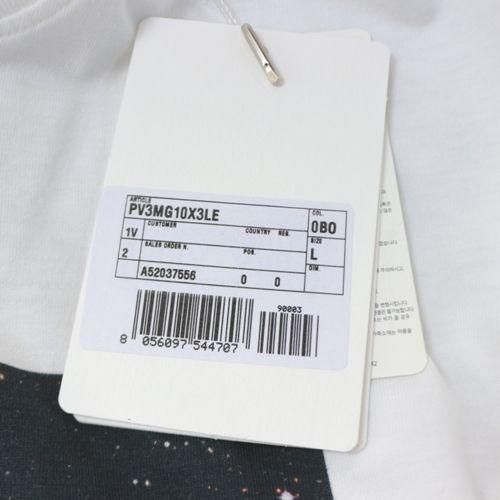 ARTICLE COL.
PV3MG10X3LE 0B0
CUSTOMER COUNTRY REG. SIZE
1V L
SALES ORDER N. POS. DIM.
2
A52037556 0 0
90003
8 056097 544707